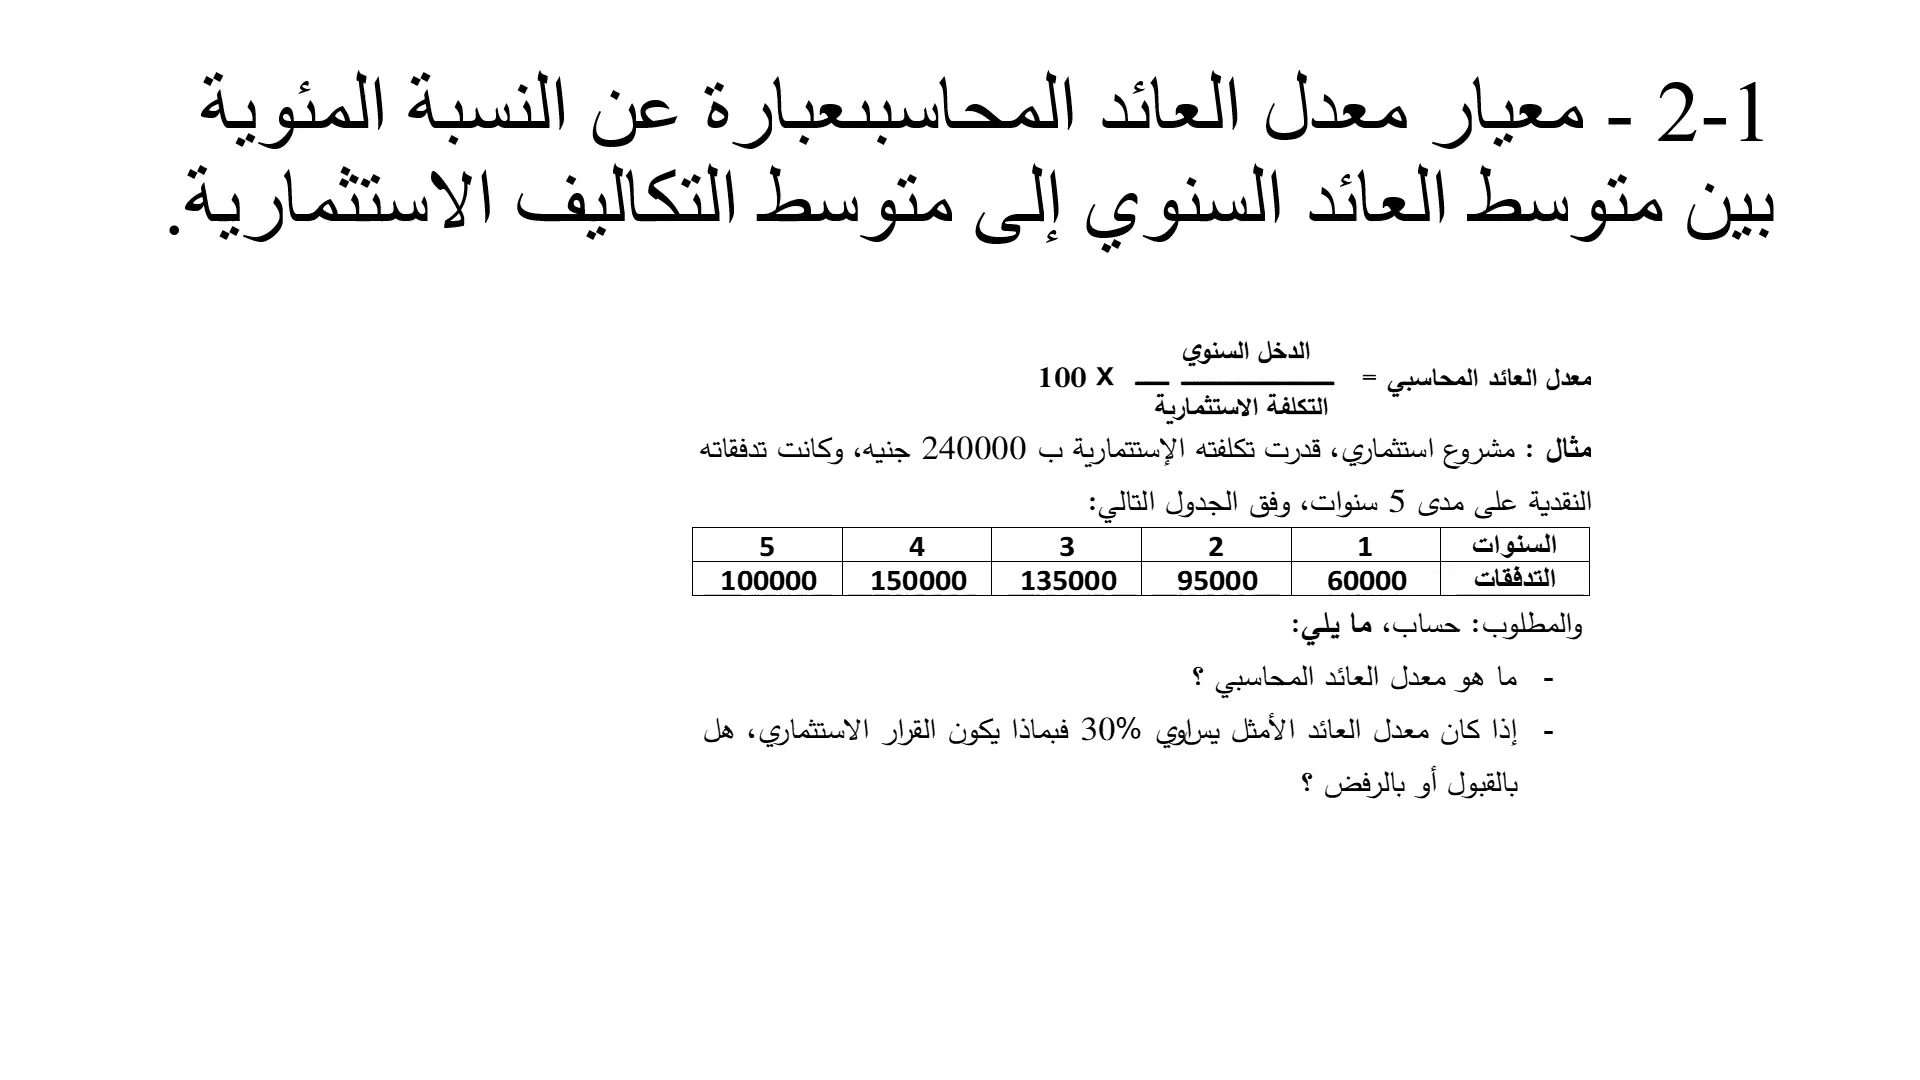 2-1 - معيار معدل العائد المحاسببعبارة عن النسبة المئوية
بين متوسط العائد السنوي إلى متوسط التكاليف الاستثمارية.
الدخل السنوي
معدل العائد المحاسبي = ـــــــــــــــــــ ــــ X 100
التكلفة الاستثمارية
مثال : مشروع استثماري، قدرت تكلفته الإستتمارية ب 240000 جنيه، وكانت تدفقاته
النقدية على مدى 5 سنوات، وفق الجدول التالي:
السنوات 1 2 3 4 5
التدفقات 60000 95000 135000 150000 100000
والمطلوب: حساب، ما يلي:
- ما هو معدل العائد المحاسبي ؟
- إذا كان معدل العائد الأمثل يساوي 30% فبماذا يكون القرار الاستثماري، هل
بالقبول أو بالرفض ؟